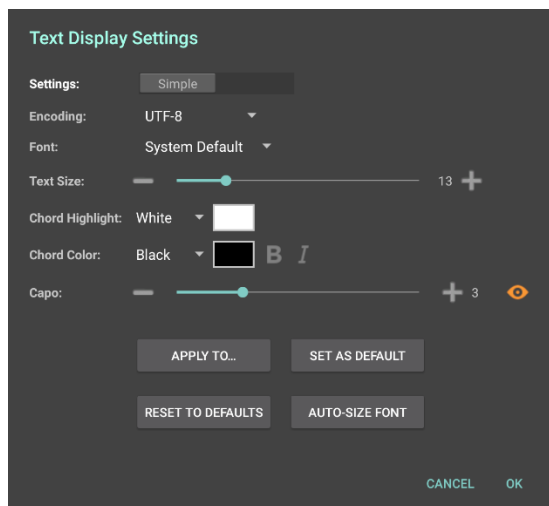 Text Display Settings
Settings: Simple
Encoding: UTF-8
Font: System Default
Text Size: 13
Chord Highlight: White
Chord Color: Black B I
Capo: 3
APPLY TO... SET AS DEFAULT
RESET TO DEFAULTS AUTO-SIZE FONT
CANCEL OK